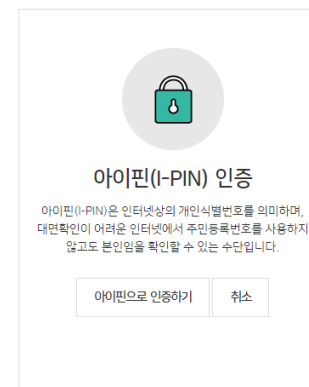 아이핀(I-PIN) 인증
아이핀(I-PIN)은 인터넷상의 개인식별번호를 의미하며,
대면확인이 어려운 인터넷에서 주민등록번호를 사용하지
않고도 본인임을 확인할 수 있는 수단입니다.
아이핀으로 인증하기 취소